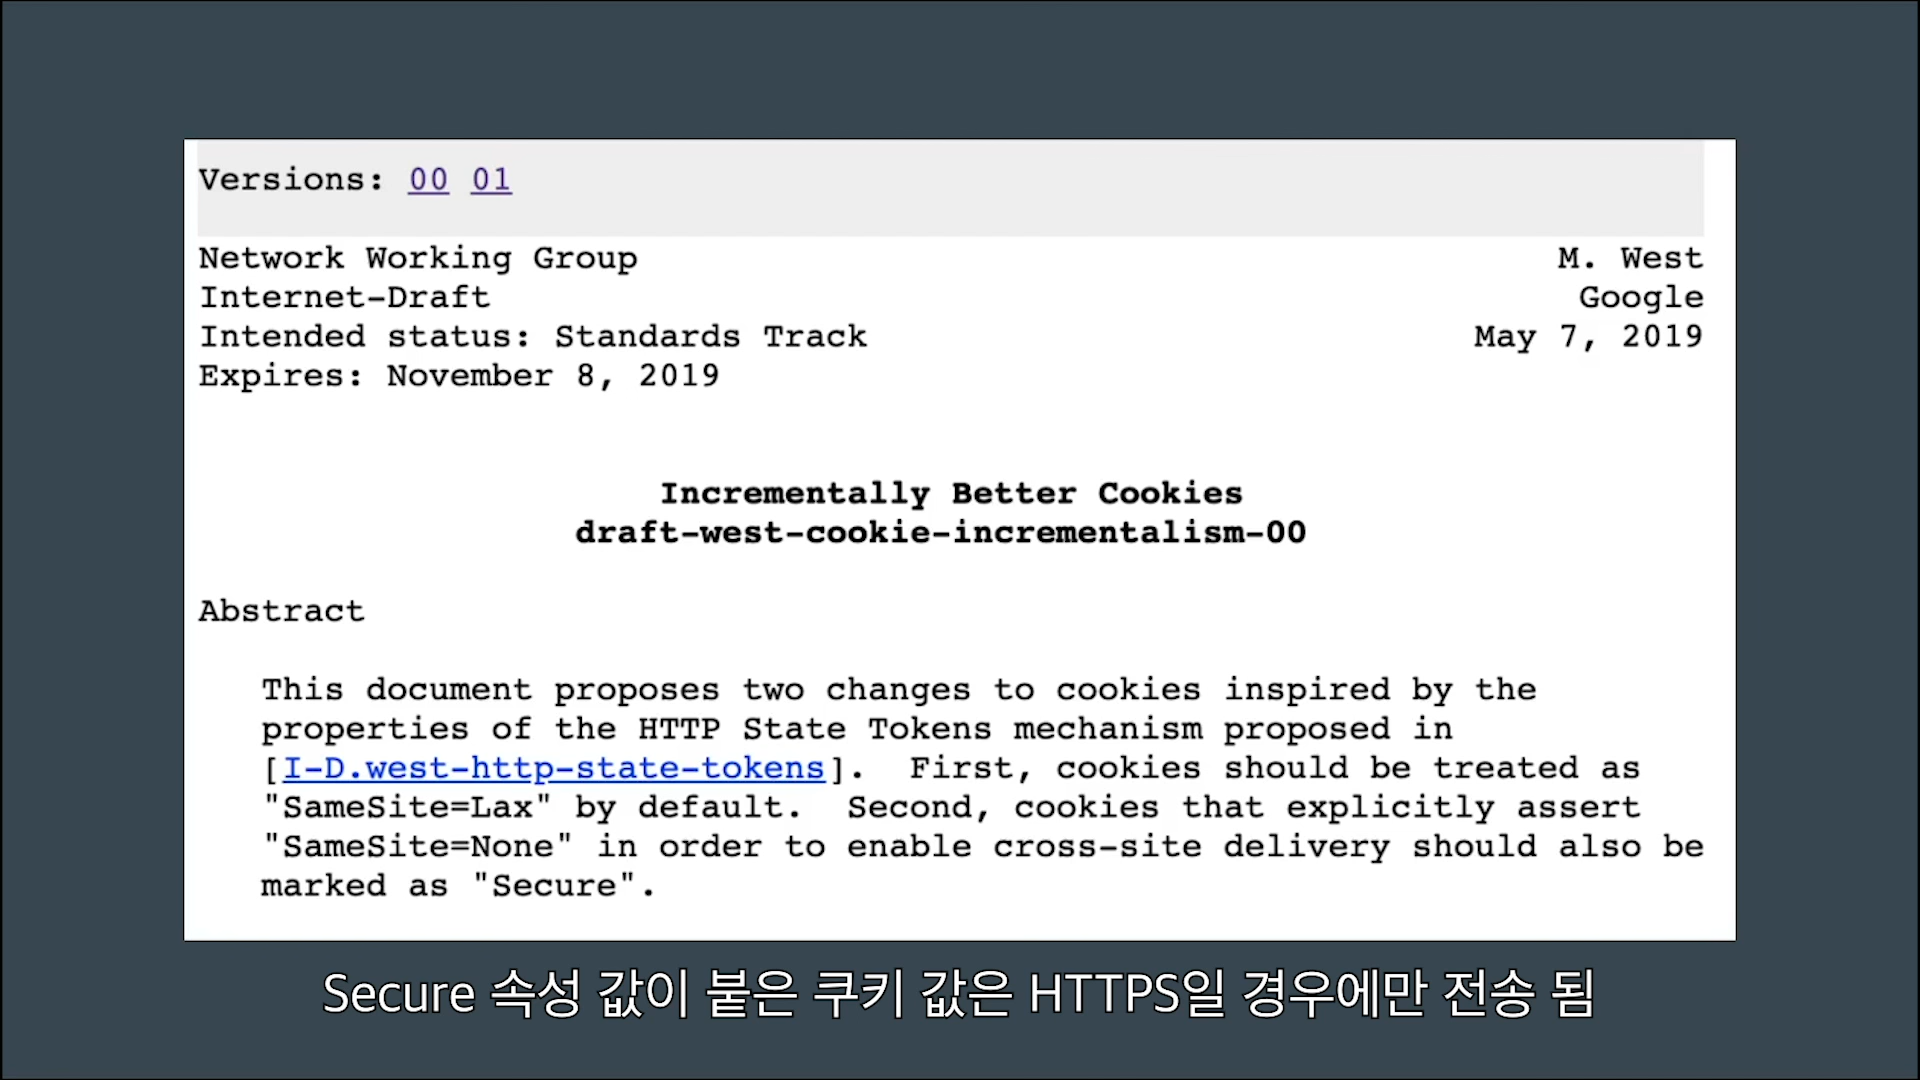 Versions: 00 01
Network Working Group M. West
Internet-Draft Google
Intended status: Standards Track May 7, 2019
Expires: November 8, 2019
Incrementally Better Cookies
draft-west-cookie-incrementalism-00
Abstract
This document proposes two changes to cookies inspired by the
properties of the HTTP State Tokens mechanism proposed in
[I-D.west-http-state-tokens]. First, cookies should be treated as
"SameSite=Lax" by default. Second, cookies that explicitly assert
"SameSite=None" in order to enable cross-site delivery should also be
marked as "Secure".
Secure 속성 값이 붙은 쿠키 값은 HTTPS일 경우에만 전송 됨